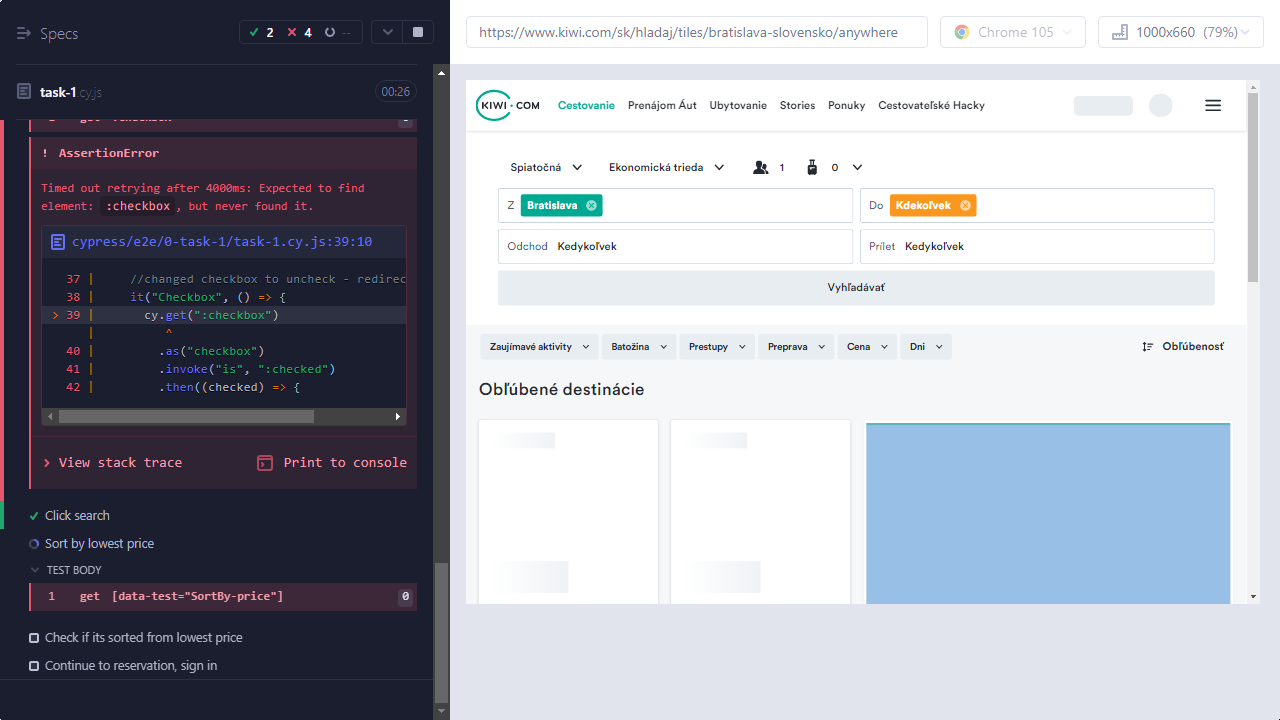 Specs
2
4
--
task-1.cy.js
00:26
! AssertionError
Timed out retrying after 4000ms: Expected to find
element: :checkbox, but never found it.
cypress/e2e/0-task-1/task-1.cy.js:39:10
37 | //changed checkbox to uncheck - redirec
38 | it("Checkbox", () => {
> 39 | cy.get(":checkbox")
| ^
40 | .as("checkbox")
41 | .invoke("is", ":checked")
42 | .then((checked) => {
View stack trace
Print to console
Click search
Sort by lowest price
TEST BODY
1 get [data-test="SortBy-price"] 0
Check if its sorted from lowest price
Continue to reservation, sign in
https://www.kiwi.com/sk/hladaj/tiles/bratislava-slovensko/anywhere
Chrome 105
1000x660 (79%)
KIWI.COM
Cestovanie Prenájom Áut Ubytovanie Stories Ponuky Cestovateľské Hacky
Spiatočná Ekonomická trieda 1 0
Z Bratislava
Do Kdekoľvek
Odchod Kedykoľvek
Prílet Kedykoľvek
Vyhľadávať
Zaujímavé aktivity Batožina Prestupy Preprava Cena Dni Obľúbenosť
Obľúbené destinácie